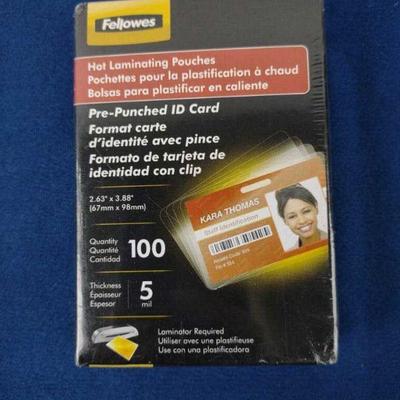 Fellowes
Hot Laminating Pouches
Pochettes pour la plastification à chaud
Bolsas para plastificar en caliente
Pre-Punched ID Card
Format carte
d'identité avec pince
Formato de tarjeta de
identidad con clip
2.63" x 3.88"
(67mm x 98mm)
KARA THOMAS
Staff Identification
Quantity
Quantité
Cantidad
100
Thickness
Épaisseur
Espesor
5
mil
Laminator Required
Utiliser avec une plastifieuse
Use con una plastificadora